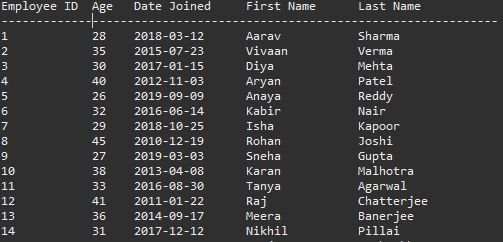 Employee ID Age Date Joined First Name Last Name
1 28 2018-03-12 Aarav Sharma
2 35 2015-07-23 Vivaan Verma
3 30 2017-01-15 Diya Mehta
4 40 2012-11-03 Aryan Patel
5 26 2019-09-09 Anaya Reddy
6 32 2016-06-14 Kabir Nair
7 29 2018-10-25 Isha Kapoor
8 45 2010-12-19 Rohan Joshi
9 27 2019-03-03 Sneha Gupta
10 38 2013-04-08 Karan Malhotra
11 33 2016-08-30 Tanya Agarwal
12 41 2011-01-22 Raj Chatterjee
13 36 2014-09-17 Meera Banerjee
14 31 2017-12-12 Nikhil Pillai